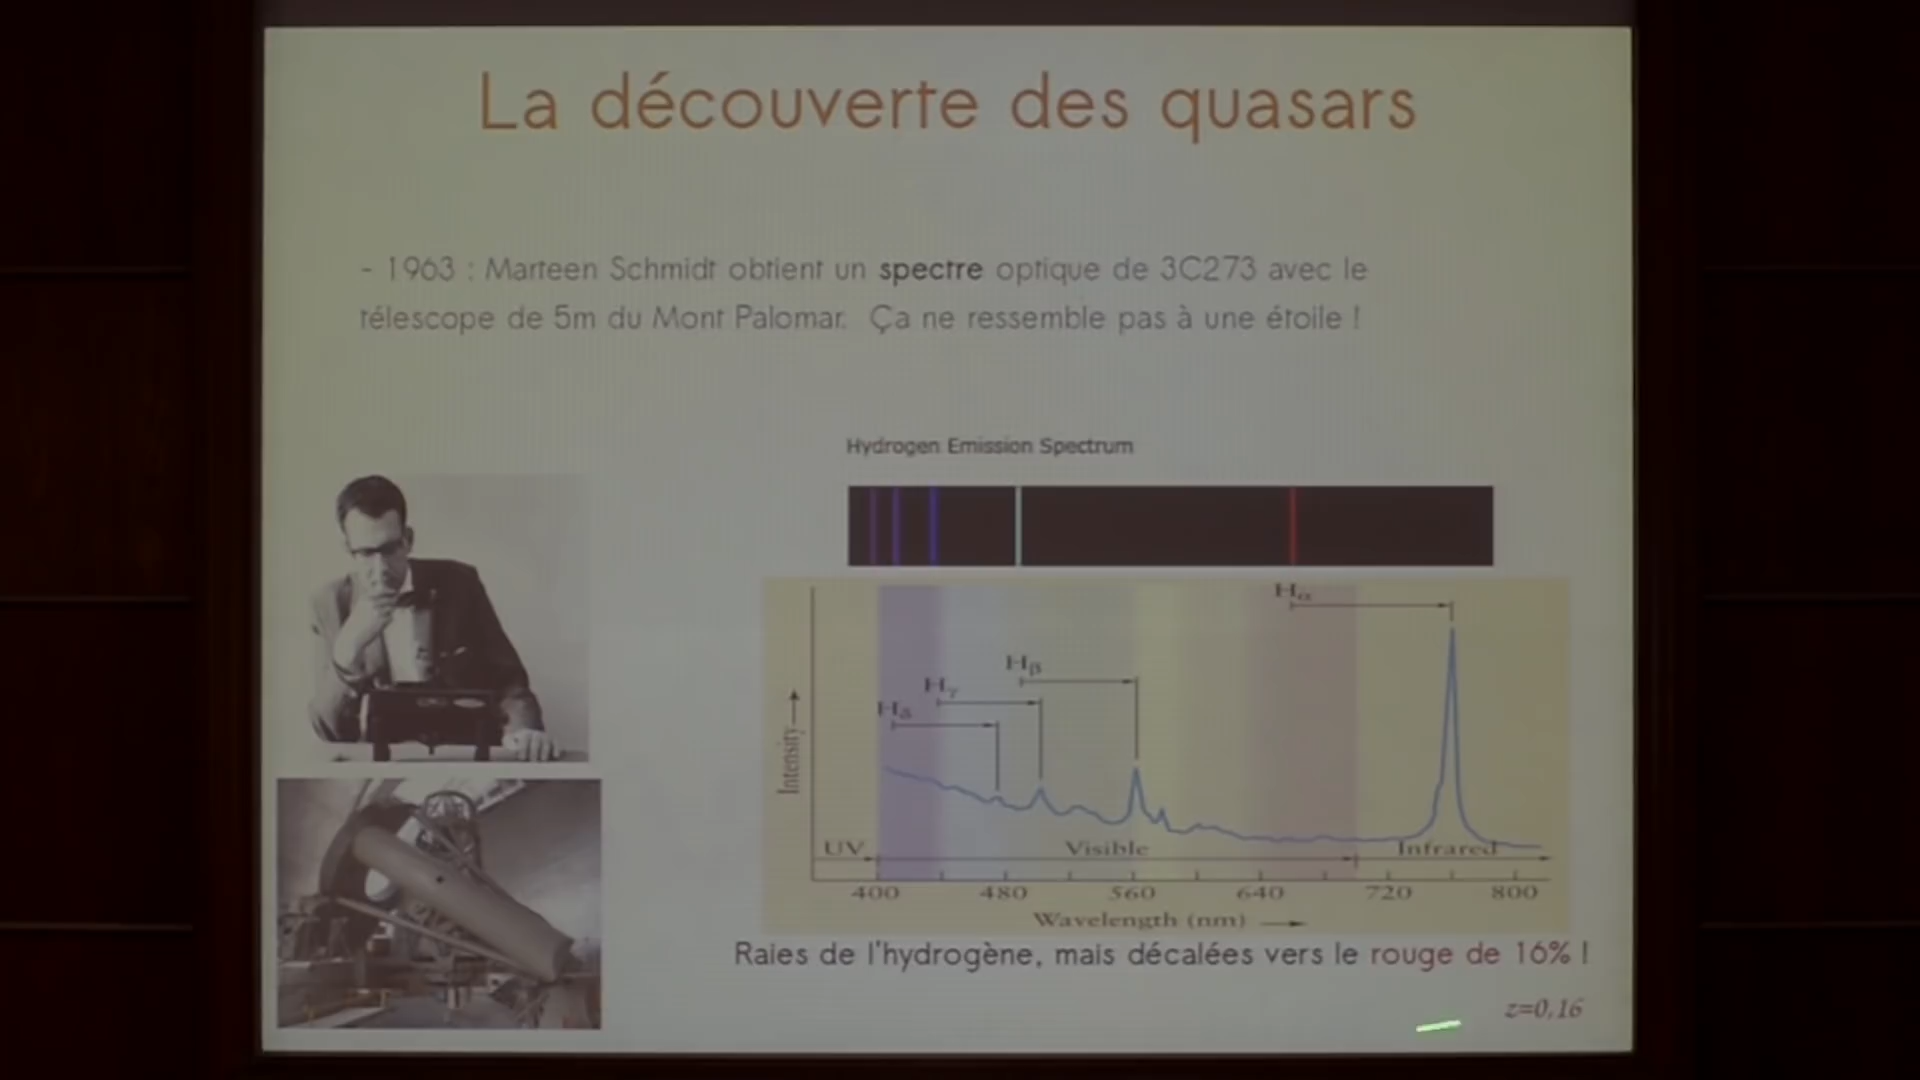 La découverte des quasars
- 1963 : Marteen Schmidt obtient un spectre optique de 3C273 avec le
télescope de 5m du Mont Palomar. Ça ne ressemble pas à une étoile !
Hydrogen Emission Spectrum
Hα
Hβ
Hγ
Hδ
Intensity
UV Visible Infrared
400 480 560 640 720 800
Wavelength (nm)
Raies de l'hydrogène, mais décalées vers le rouge de 16% !
z=0,16